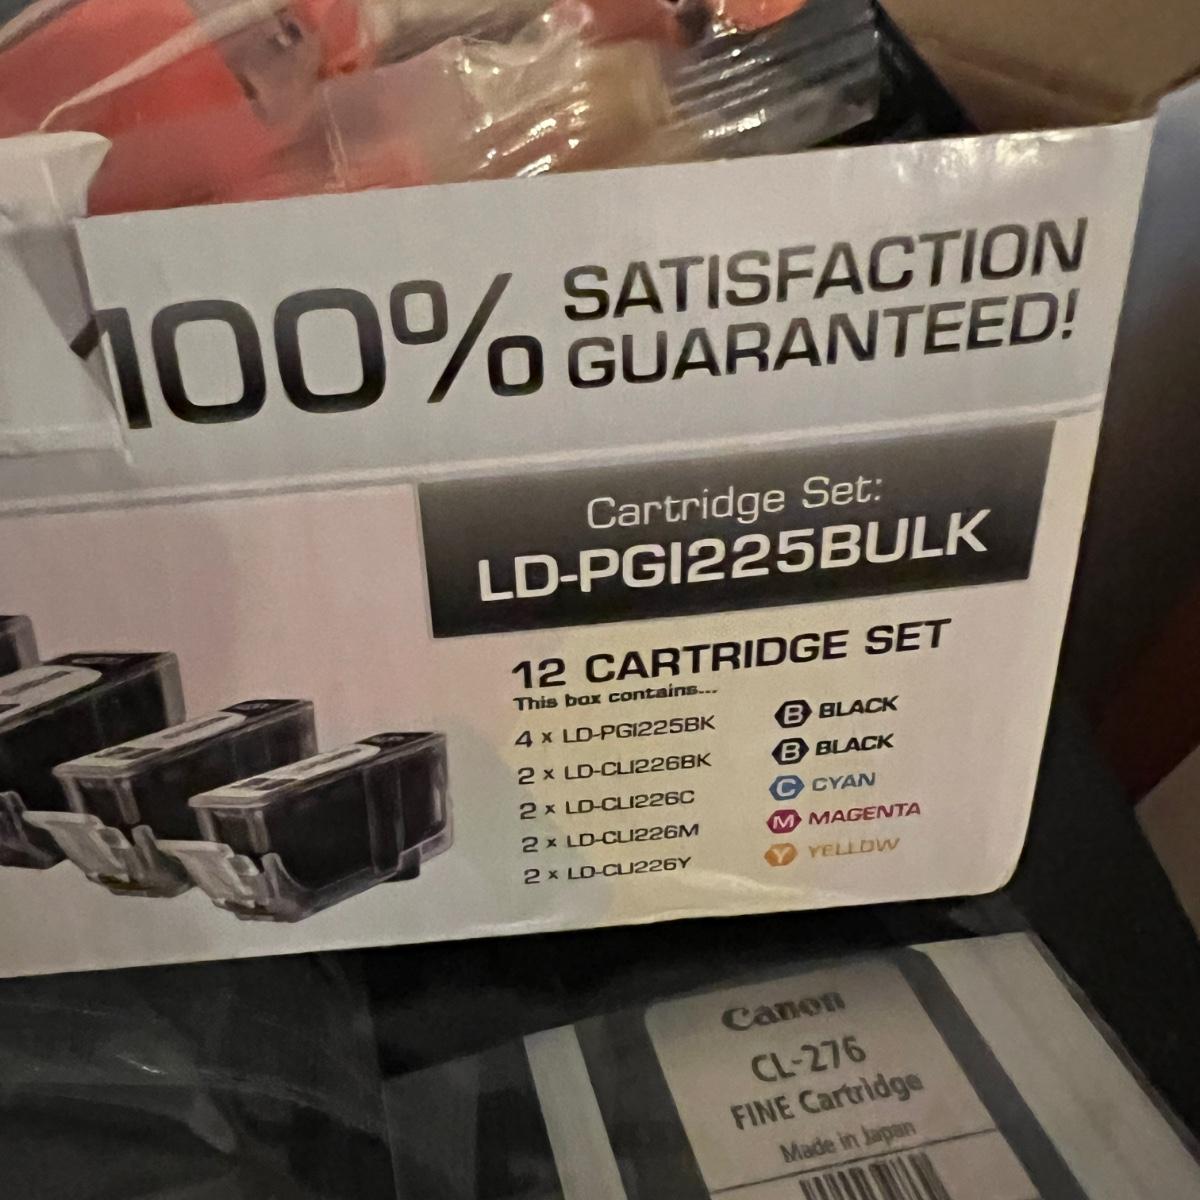 100% SATISFACTION
GUARANTEED!
Cartridge Set:
LD-PGI225BULK
12 CARTRIDGE SET
This box contains...
4 x LD-PGI225BK B BLACK
2 x LD-CLI226BK B BLACK
2 x LD-CLI226C C CYAN
2 x LD-CLI226M M MAGENTA
2 x LD-CLI226Y Y YELLOW
Canon
CL-276
FINE Cartridge
Made in Japan